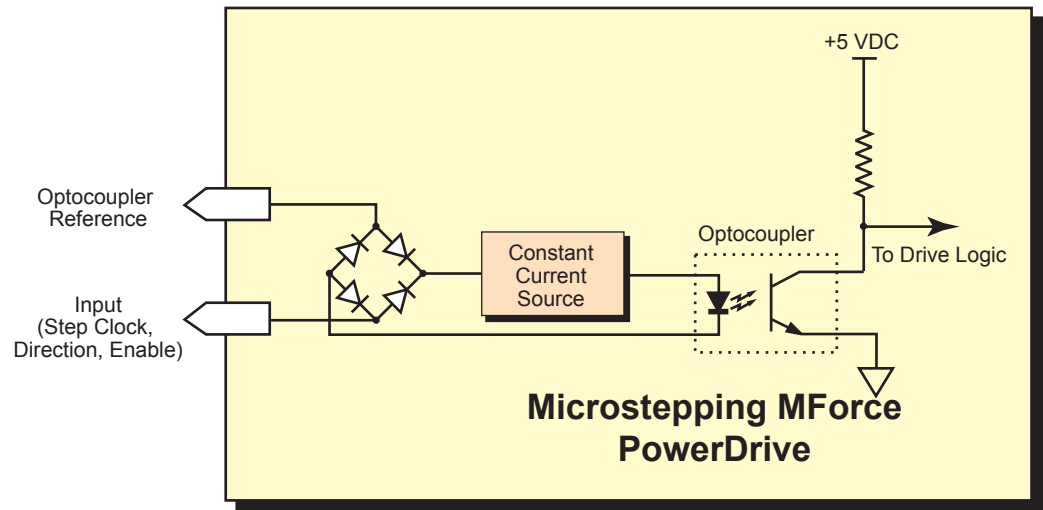 +5 VDC
Optocoupler
Reference
Optocoupler
To Drive Logic
Constant
Current
Source
Input
(Step Clock,
Direction, Enable)
Microstepping MForce
PowerDrive